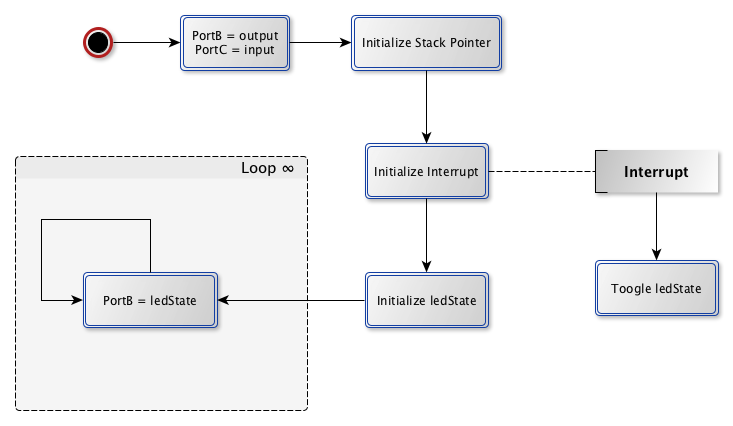 PortB = output
PortC = input
Initialize Stack Pointer
Initialize Interrupt
Interrupt
Loop ∞
PortB = ledState
Initialize ledState
Toogle ledState